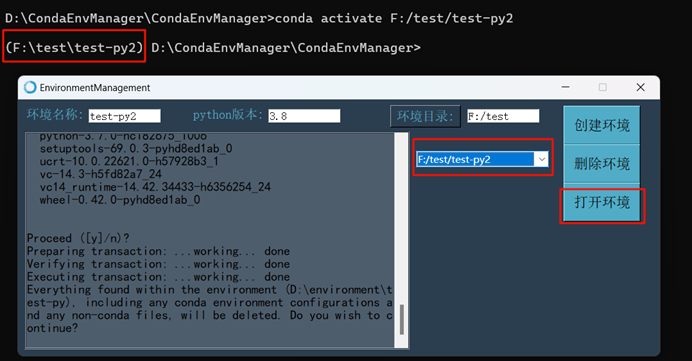 D:\CondaEnvManager\CondaEnvManager>conda activate F:/test/test-py2
(F:\test\test-py2) D:\CondaEnvManager\CondaEnvManager>
EnvironmentManagement
环境名称: test-py2 python版本: 3.8 环境目录: F:/test
创建环境
删除环境
打开环境
F:/test/test-py2
python-3.7.0-hc182675_1006
setuptools-69.0.3-pyhd8ed1ab_0
ucrt-10.0.22621.0-h57928b3_1
vc-14.3-h5fd82a7_24
vc14_runtime-14.42.34433-h6356254_24
wheel-0.42.0-pyhd8ed1ab_0
Proceed ([y]/n)?
Preparing transaction: ...working... done
Verifying transaction: ...working... done
Executing transaction: ...working... done
Everything found within the environment (D:\environment\t
est-py), including any conda environment configurations a
nd any non-conda files, will be deleted. Do you wish to c
ontinue?